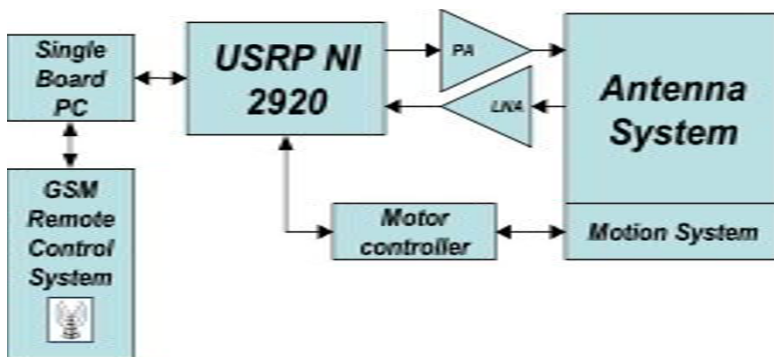 Single
Board
PC
USRP NI
2920
PA
LNA
Antenna
System
GSM
Remote
Control
System
Motor
controller
Motion System